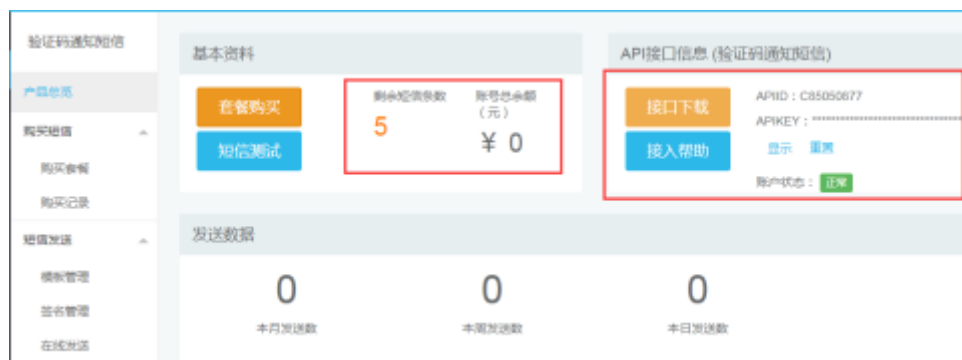 验证码通知短信
产品总览
购买短信
购买套餐
购买记录
短信发送
模板管理
签名管理
在线发送
基本资料
套餐购买
短信测试
剩余短信条数
5
账号总余额
（元）
¥ 0
API接口信息 (验证码通知短信)
接口下载
接入帮助
APIID：C85050877
APIKEY：**********************************
显示 重置
账户状态：正常
发送数据
0
本月发送数
0
本周发送数
0
本日发送数